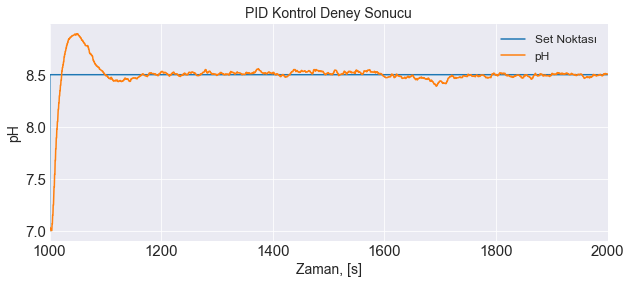 PID Kontrol Deney Sonucu
Set Noktası
pH
pH
8.5
8.0
7.5
7.0
1000 1200 1400 1600 1800 2000
Zaman, [s]